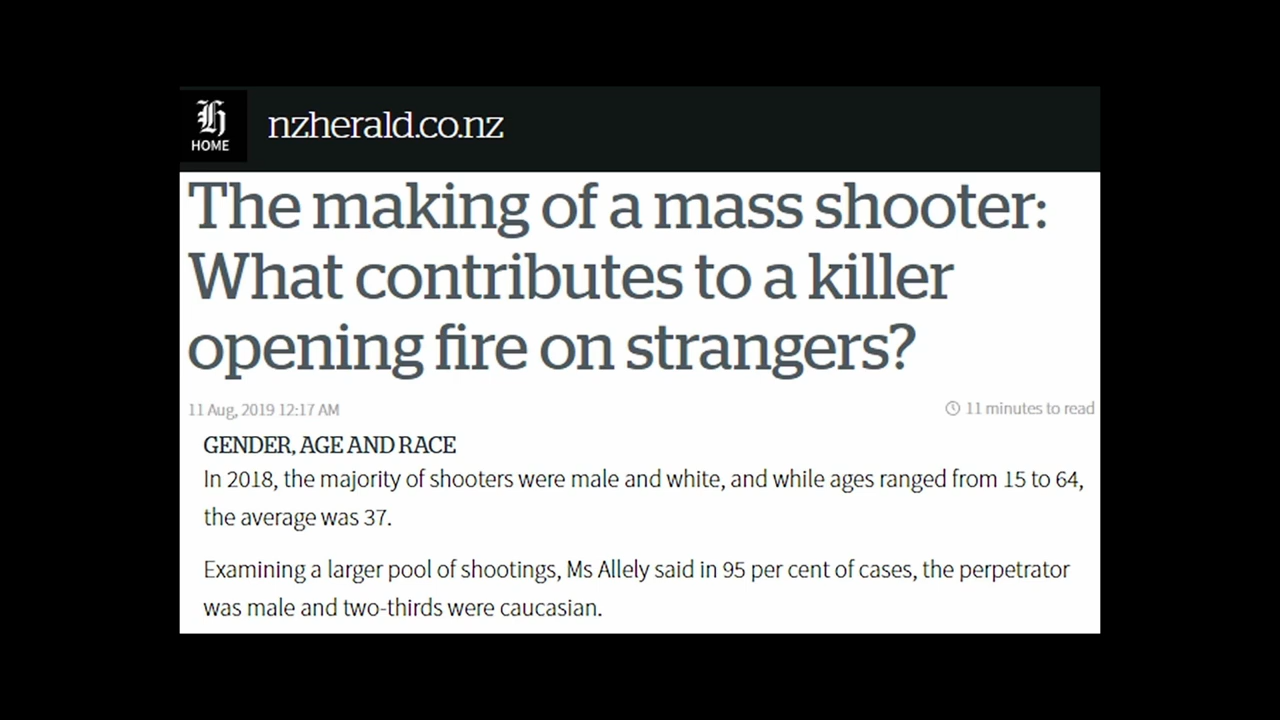 HOME
nzherald.co.nz
The making of a mass shooter:
What contributes to a killer
opening fire on strangers?
11 Aug, 2019 12:17 AM
11 minutes to read
GENDER, AGE AND RACE
In 2018, the majority of shooters were male and white, and while ages ranged from 15 to 64,
the average was 37.
Examining a larger pool of shootings, Ms Allely said in 95 per cent of cases, the perpetrator
was male and two-thirds were caucasian.